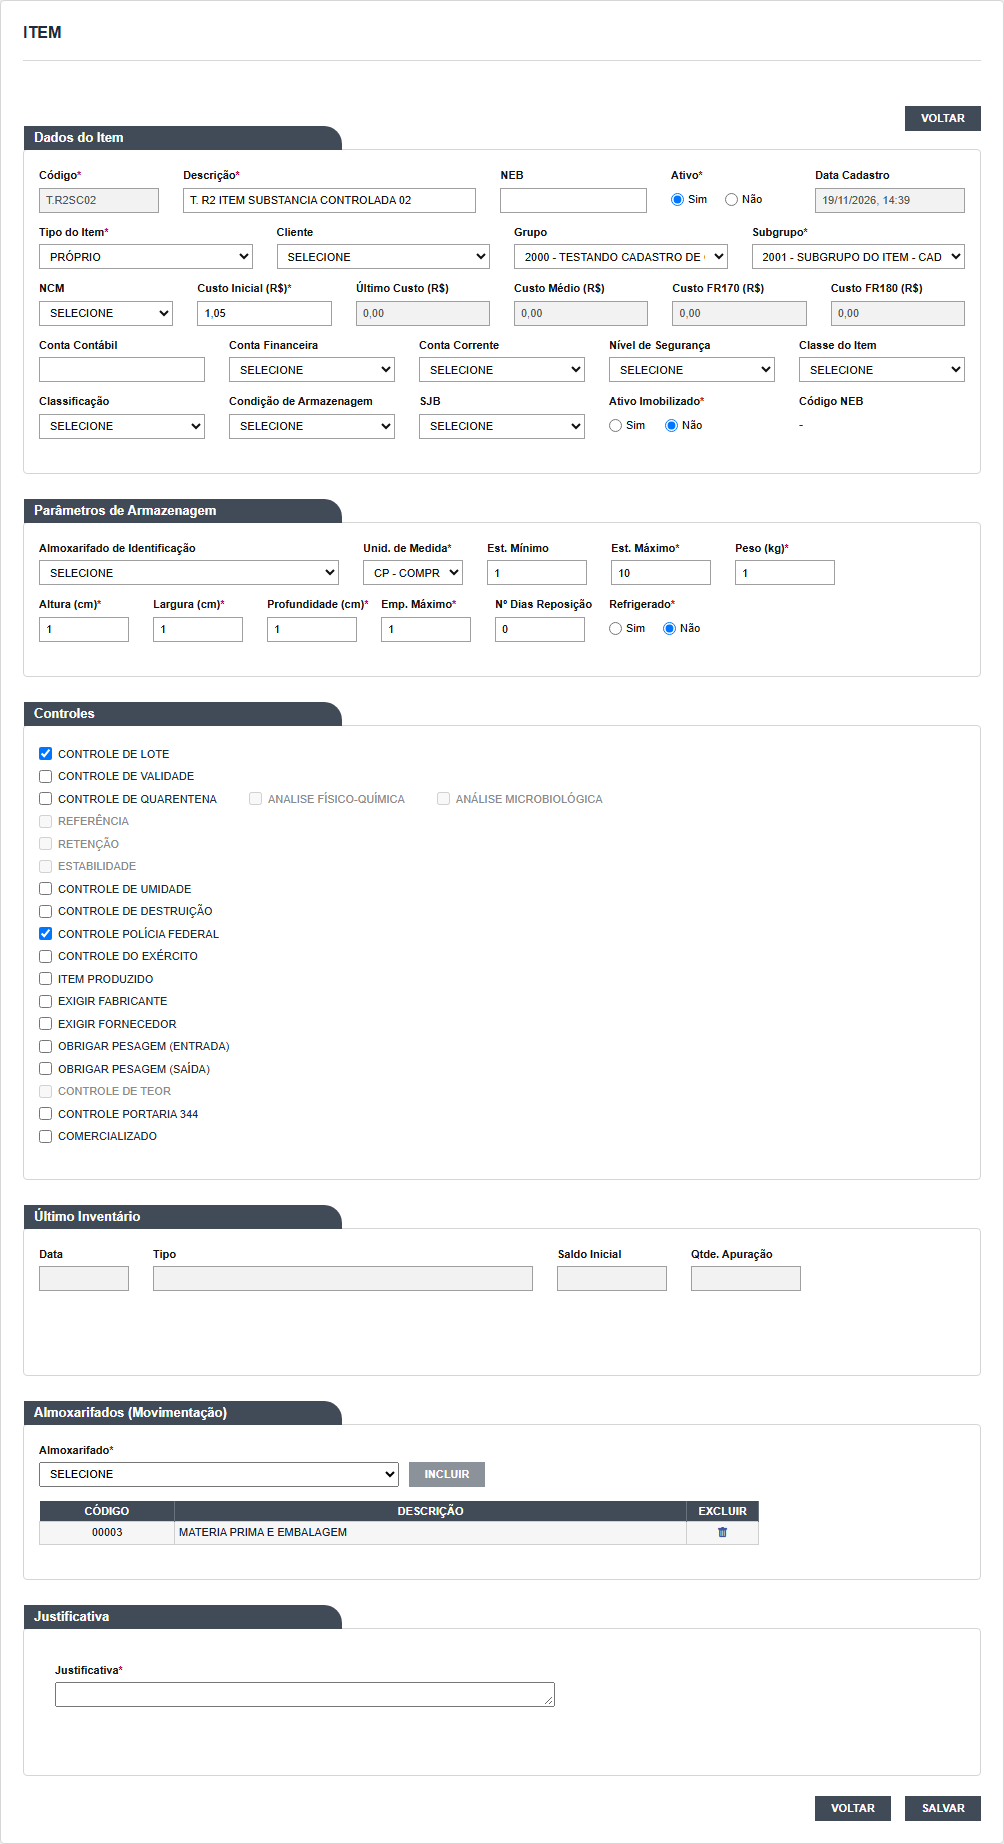 ITEM
VOLTAR
Dados do Item
Código* Descrição* NEB Ativo* Data Cadastro
T.R2SC02 T. R2 ITEM SUBSTANCIA CONTROLADA 02 Sim Não 19/11/2026, 14:39
Tipo do Item* Cliente Grupo Subgrupo*
PRÓPRIO SELECIONE 2000 - TESTANDO CADASTRO DE 2001 - SUBGRUPO DO ITEM - CAD
NCM Custo Inicial (R$)* Último Custo (R$) Custo Médio (R$) Custo FR170 (R$) Custo FR180 (R$)
SELECIONE 1,05 0,00 0,00 0,00 0,00
Conta Contábil Conta Financeira Conta Corrente Nível de Segurança Classe do Item
SELECIONE SELECIONE SELECIONE SELECIONE
Classificação Condição de Armazenagem SJB Ativo Imobilizado* Código NEB
SELECIONE SELECIONE SELECIONE Sim Não -
Parâmetros de Armazenagem
Almoxarifado de Identificação Unid. de Medida* Est. Mínimo Est. Máximo* Peso (kg)*
SELECIONE CP - COMPR 1 10 1
Altura (cm)* Largura (cm)* Profundidade (cm)* Emp. Máximo* Nº Dias Reposição Refrigerado*
1 1 1 1 0 Sim Não
Controles
CONTROLE DE LOTE
CONTROLE DE VALIDADE
CONTROLE DE QUARENTENA ANALISE FÍSICO-QUÍMICA ANÁLISE MICROBIOLÓGICA
REFERÊNCIA
RETENÇÃO
ESTABILIDADE
CONTROLE DE UMIDADE
CONTROLE DE DESTRUIÇÃO
CONTROLE POLÍCIA FEDERAL
CONTROLE DO EXÉRCITO
ITEM PRODUZIDO
EXIGIR FABRICANTE
EXIGIR FORNECEDOR
OBRIGAR PESAGEM (ENTRADA)
OBRIGAR PESAGEM (SAÍDA)
CONTROLE DE TEOR
CONTROLE PORTARIA 344
COMERCIALIZADO
Último Inventário
Data Tipo Saldo Inicial Qtde. Apuração
Almoxarifados (Movimentação)
Almoxarifado*
SELECIONE INCLUIR
CÓDIGO DESCRIÇÃO EXCLUIR
00003 MATERIA PRIMA E EMBALAGEM
Justificativa
Justificativa*
VOLTAR SALVAR